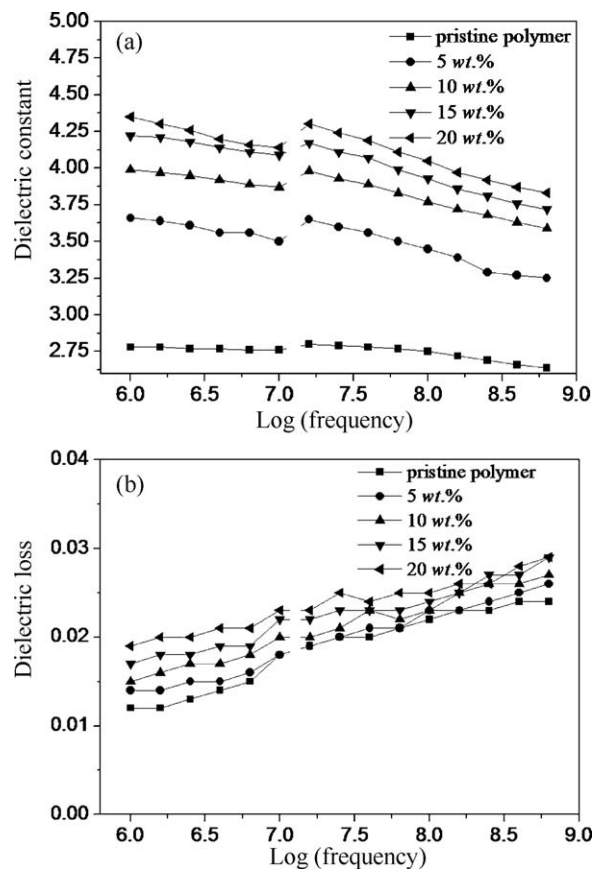 (a)
pristine polymer
5 wt.%
10 wt.%
15 wt.%
20 wt.%
Dielectric constant
5.00
4.75
4.50
4.25
4.00
3.75
3.50
3.25
3.00
2.75
6.0 6.5 7.0 7.5 8.0 8.5 9.0
Log (frequency)
(b)
pristine polymer
5 wt.%
10 wt.%
15 wt.%
20 wt.%
Dielectric loss
0.04
0.03
0.02
0.01
0.00
6.0 6.5 7.0 7.5 8.0 8.5 9.0
Log (frequency)